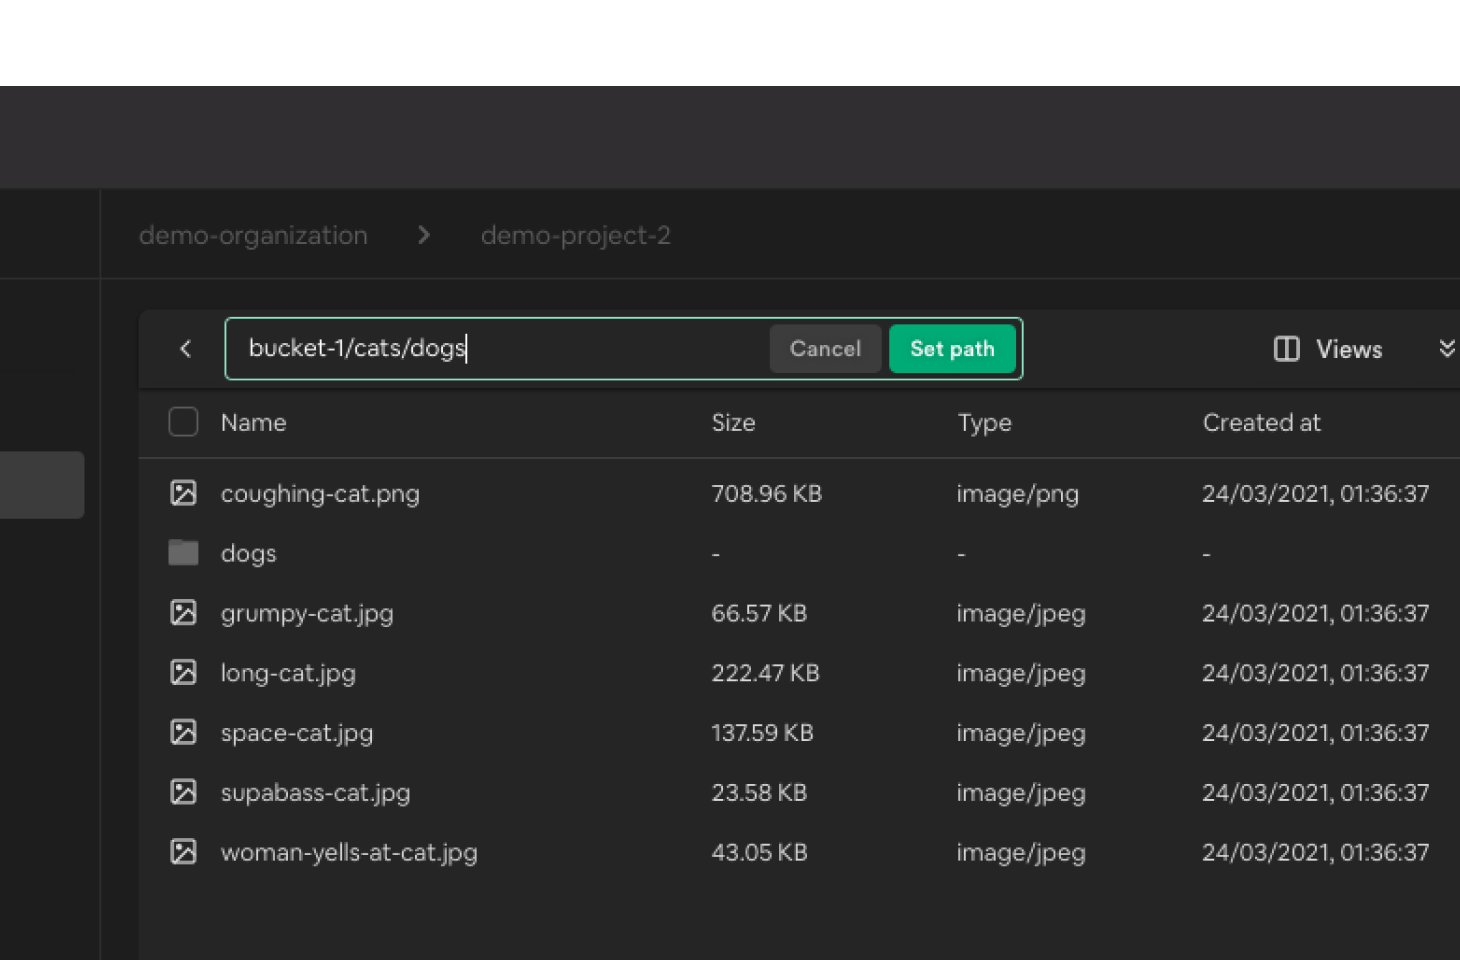 demo-organization > demo-project-2
bucket-1/cats/dogs Cancel Set path Views
Name Size Type Created at
coughing-cat.png 708.96 KB image/png 24/03/2021, 01:36:37
dogs - - -
grumpy-cat.jpg 66.57 KB image/jpeg 24/03/2021, 01:36:37
long-cat.jpg 222.47 KB image/jpeg 24/03/2021, 01:36:37
space-cat.jpg 137.59 KB image/jpeg 24/03/2021, 01:36:37
supabass-cat.jpg 23.58 KB image/jpeg 24/03/2021, 01:36:37
woman-yells-at-cat.jpg 43.05 KB image/jpeg 24/03/2021, 01:36:37